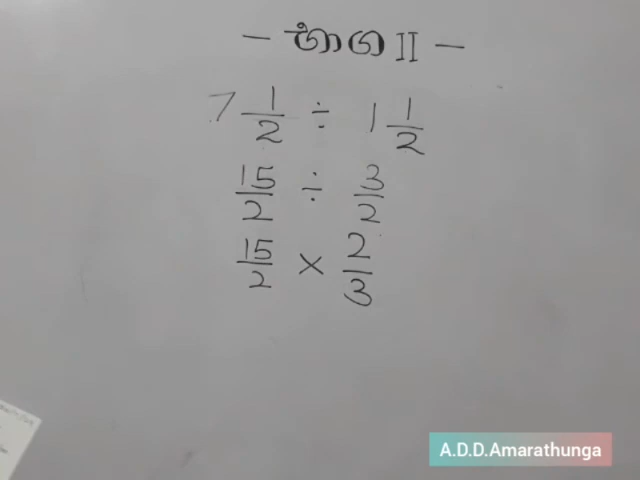 - භාග II -
7 1/2 ÷ 1 1/2
15/2 ÷ 3/2
15/2 × 2/3
A.D.D.Amarathunga